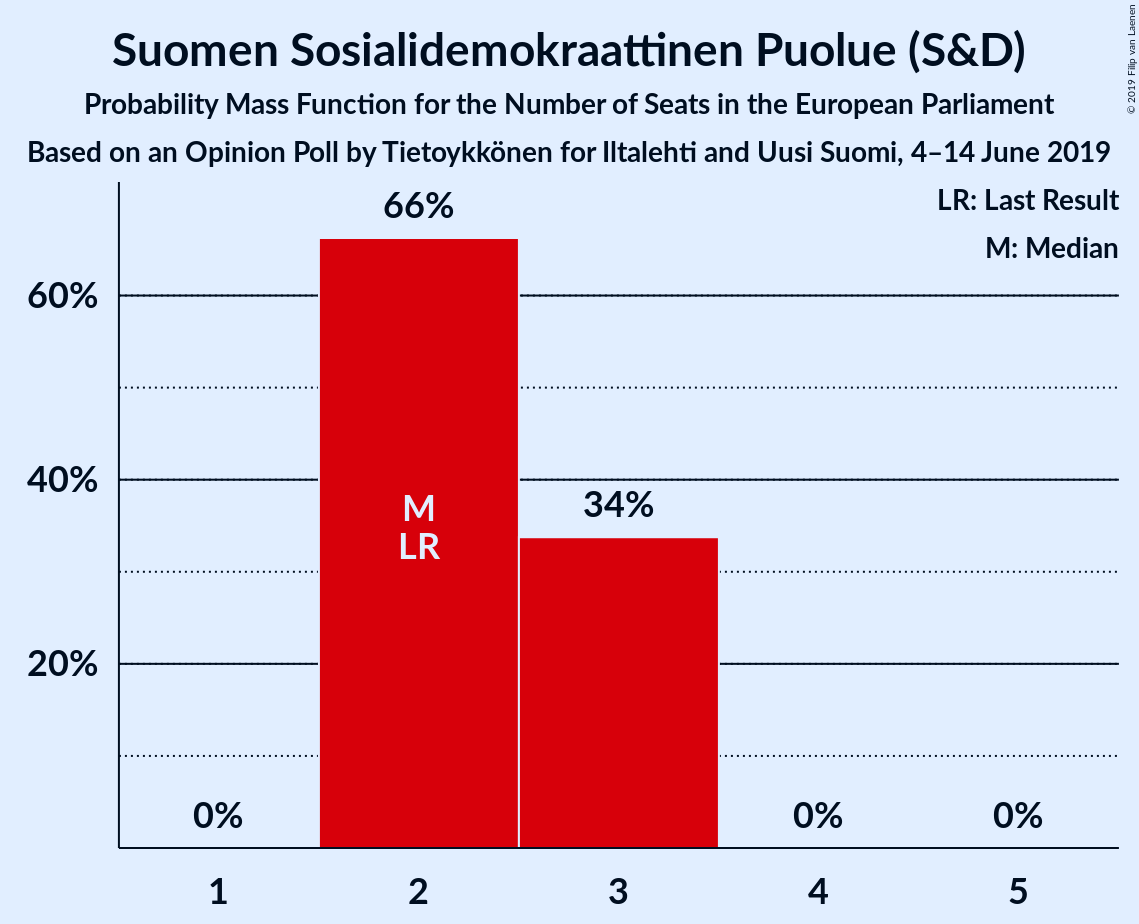 Suomen Sosialidemokraattinen Puolue (S&D)
Probability Mass Function for the Number of Seats in the European Parliament
Based on an Opinion Poll by Tietoykkönen for Iltalehti and Uusi Suomi, 4–14 June 2019
© 2019 Filip van Laenen
LR: Last Result
M: Median
66%
60%
40%
34%
M
LR
20%
0%
0%
0%
1
2
3
4
5